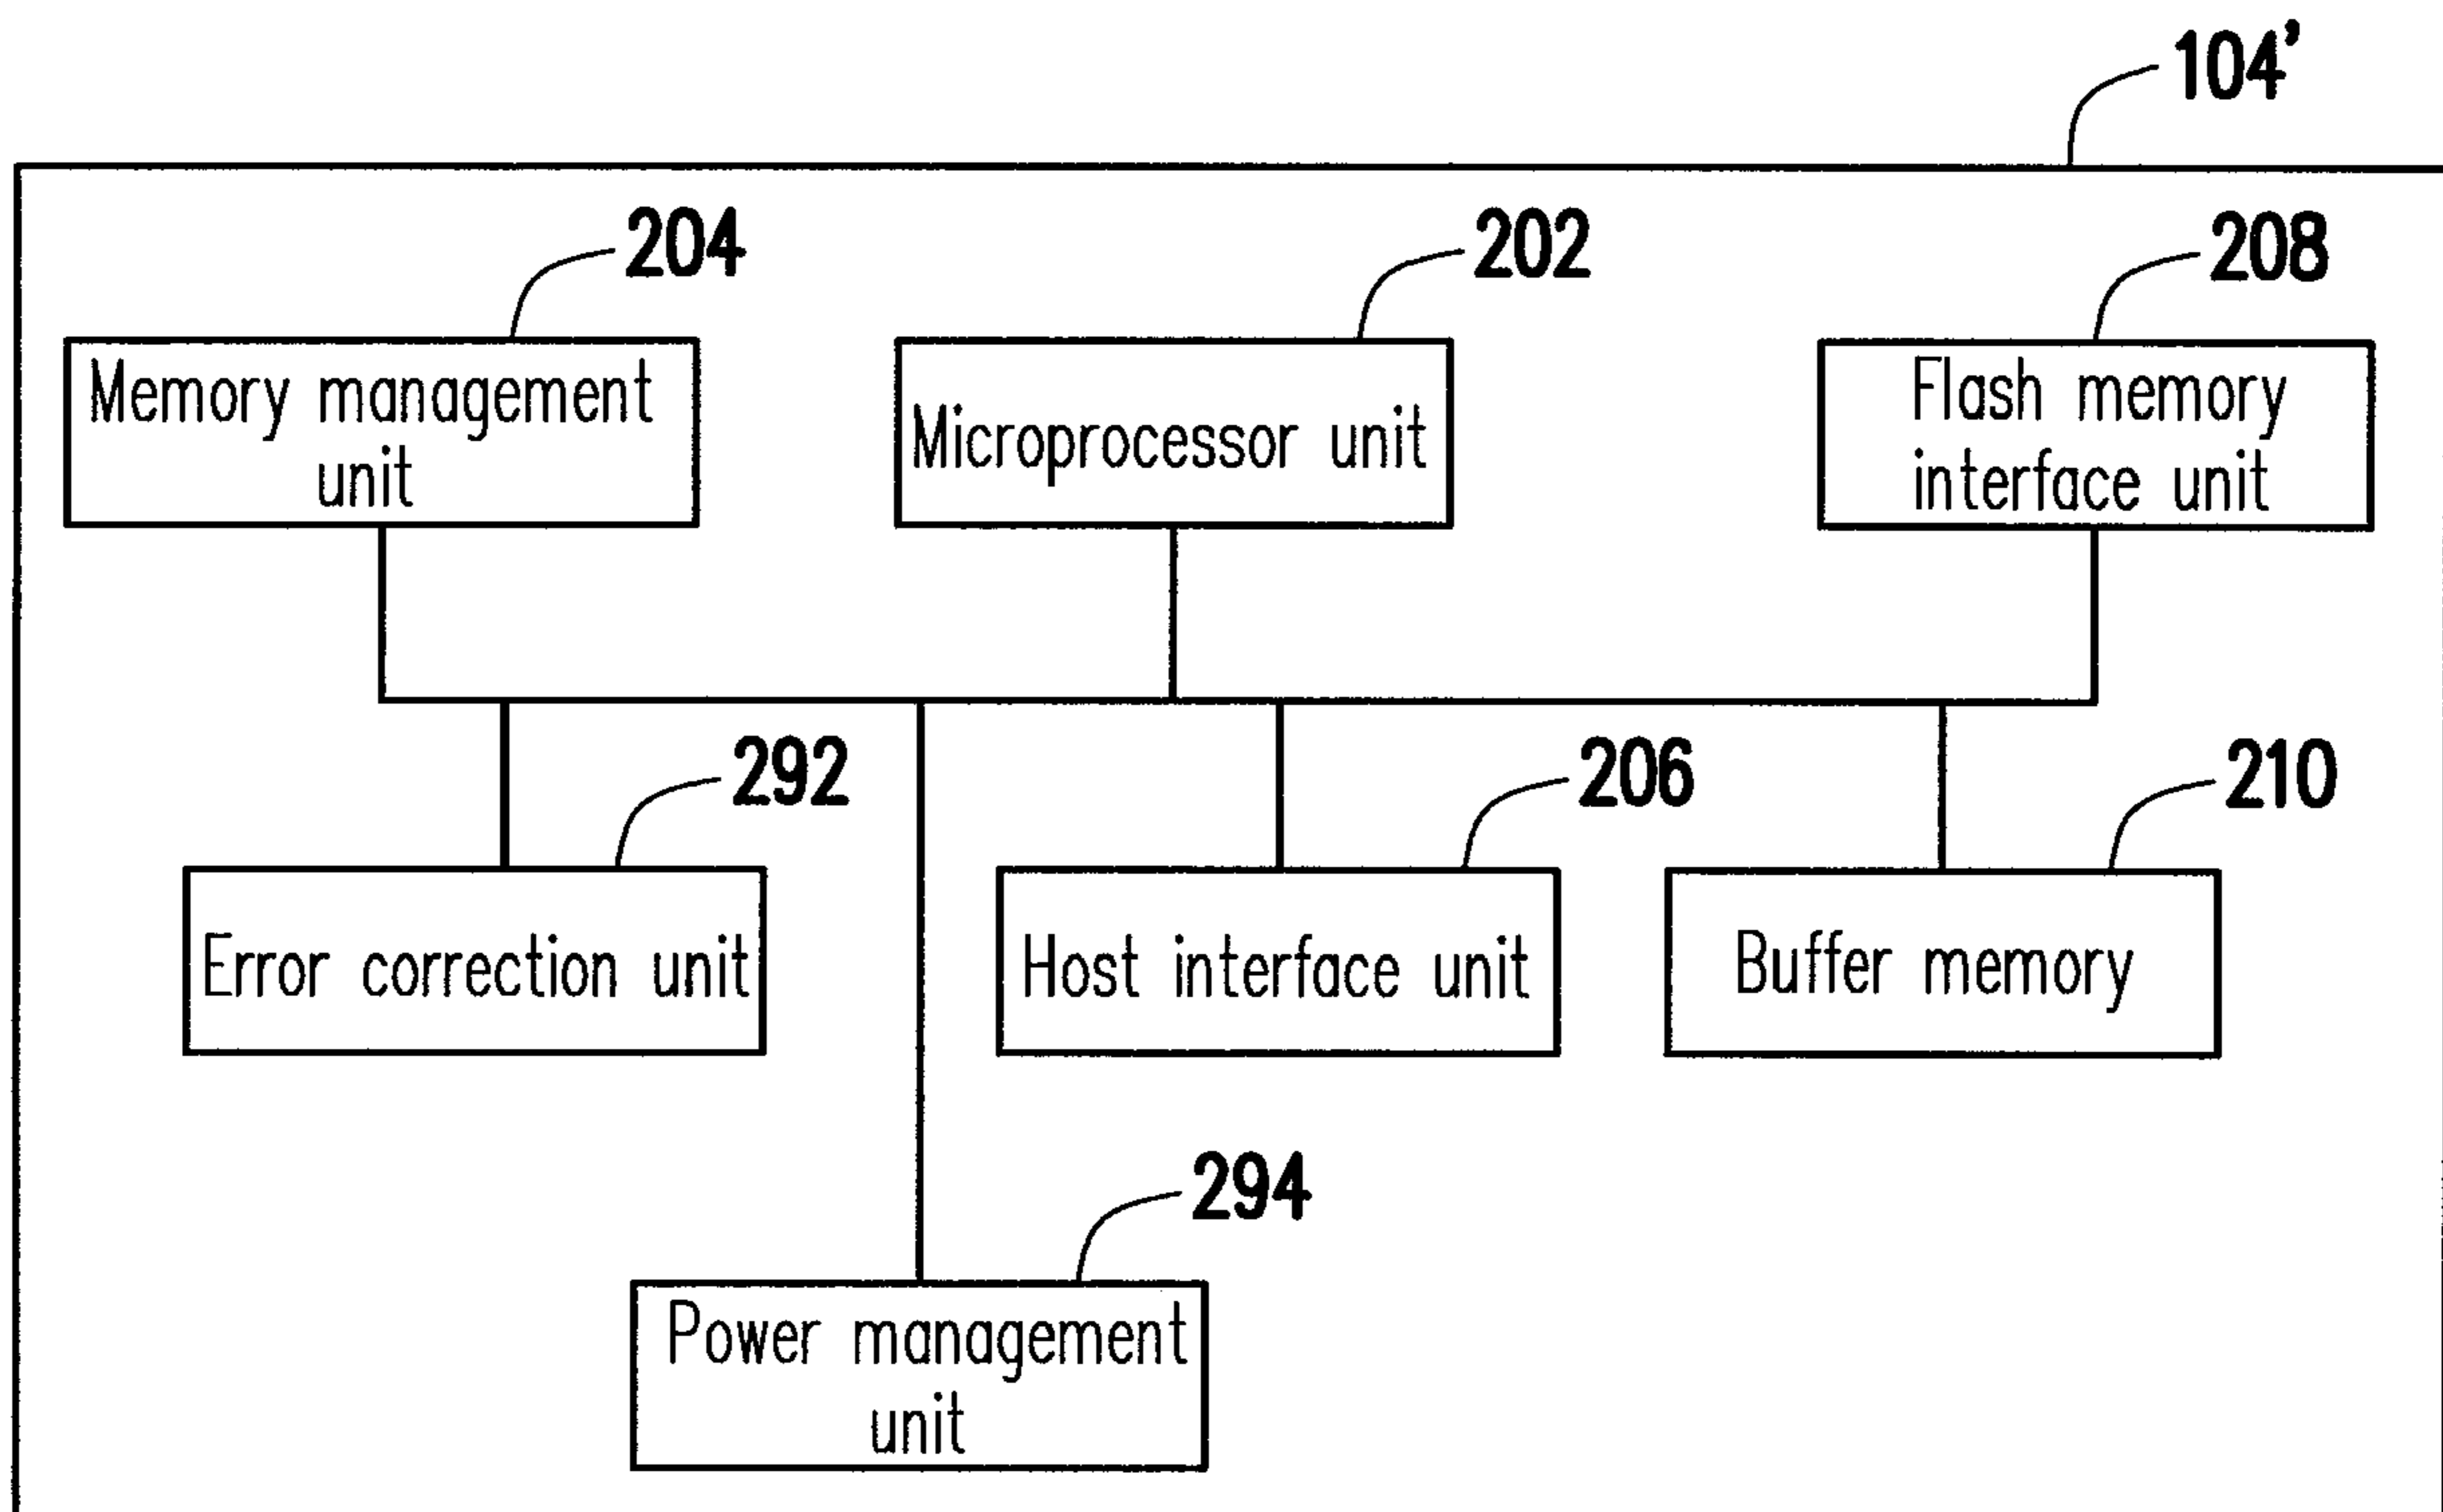 104'
204
202
208
Memory management
unit
Microprocessor unit
Flash memory
interface unit
292
206
210
Error correction unit
Host interface unit
Buffer memory
294
Power management
unit